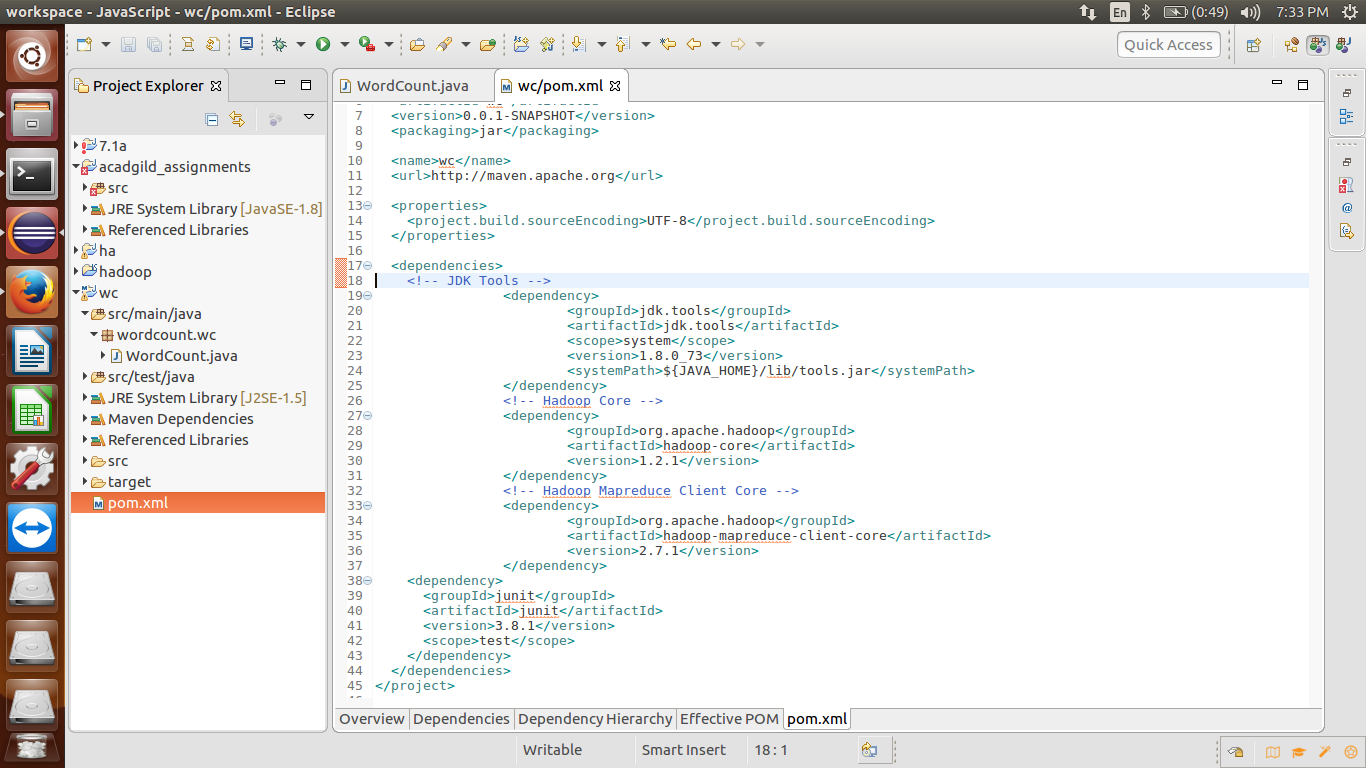 workspace - JavaScript - wc/pom.xml - Eclipse
En
(0:49)
7:33 PM
Quick Access
Project Explorer
7.1a
acadgild_assignments
src
JRE System Library [JavaSE-1.8]
Referenced Libraries
ha
hadoop
wc
src/main/java
wordcount.wc
WordCount.java
src/test/java
JRE System Library [J2SE-1.5]
Maven Dependencies
Referenced Libraries
src
target
pom.xml
WordCount.java
wc/pom.xml
7 <version>0.0.1-SNAPSHOT</version>
8 <packaging>jar</packaging>
9
10 <name>wc</name>
11 <url>http://maven.apache.org</url>
12
13 <properties>
14 <project.build.sourceEncoding>UTF-8</project.build.sourceEncoding>
15 </properties>
16
17 <dependencies>
18 <!-- JDK Tools -->
19 <dependency>
20 <groupId>jdk.tools</groupId>
21 <artifactId>jdk.tools</artifactId>
22 <scope>system</scope>
23 <version>1.8.0_73</version>
24 <systemPath>${JAVA_HOME}/lib/tools.jar</systemPath>
25 </dependency>
26 <!-- Hadoop Core -->
27 <dependency>
28 <groupId>org.apache.hadoop</groupId>
29 <artifactId>hadoop-core</artifactId>
30 <version>1.2.1</version>
31 </dependency>
32 <!-- Hadoop Mapreduce Client Core -->
33 <dependency>
34 <groupId>org.apache.hadoop</groupId>
35 <artifactId>hadoop-mapreduce-client-core</artifactId>
36 <version>2.7.1</version>
37 </dependency>
38 <dependency>
39 <groupId>junit</groupId>
40 <artifactId>junit</artifactId>
41 <version>3.8.1</version>
42 <scope>test</scope>
43 </dependency>
44 </dependencies>
45 </project>
Overview
Dependencies
Dependency Hierarchy
Effective POM
pom.xml
Writable
Smart Insert
18 : 1